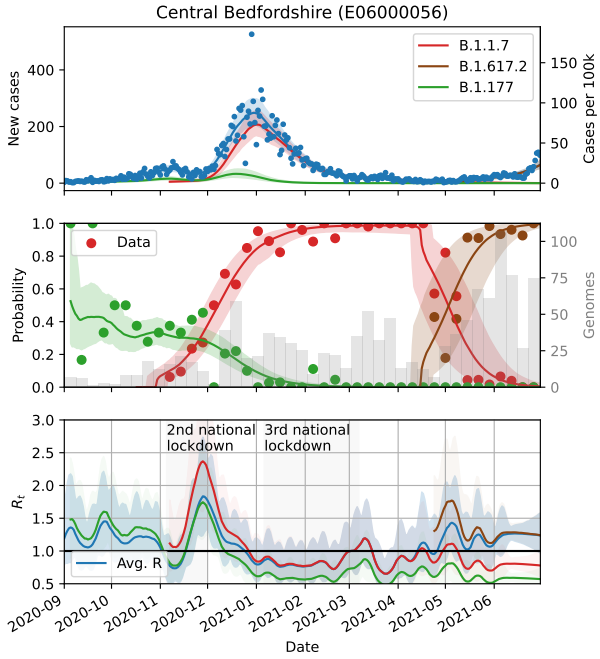 Central Bedfordshire (E06000056)
New cases
400
200
0
B.1.1.7
B.1.617.2
B.1.177
150
100
50
0
Cases per 100k
Probability
1.0
0.8
0.6
0.4
0.2
0.0
Data
100
75
50
25
0
Genomes
R_t
3.0
2.5
2.0
1.5
1.0
0.5
2nd national
lockdown
3rd national
lockdown
Avg. R
2020-09
2020-10
2020-11
2020-12
2021-01
2021-02
2021-03
2021-04
2021-05
2021-06
Date